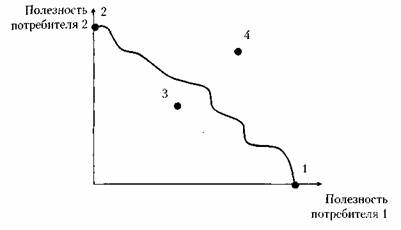 Полезность
потребителя 2
2
4
3
1
Полезность
потребителя 1